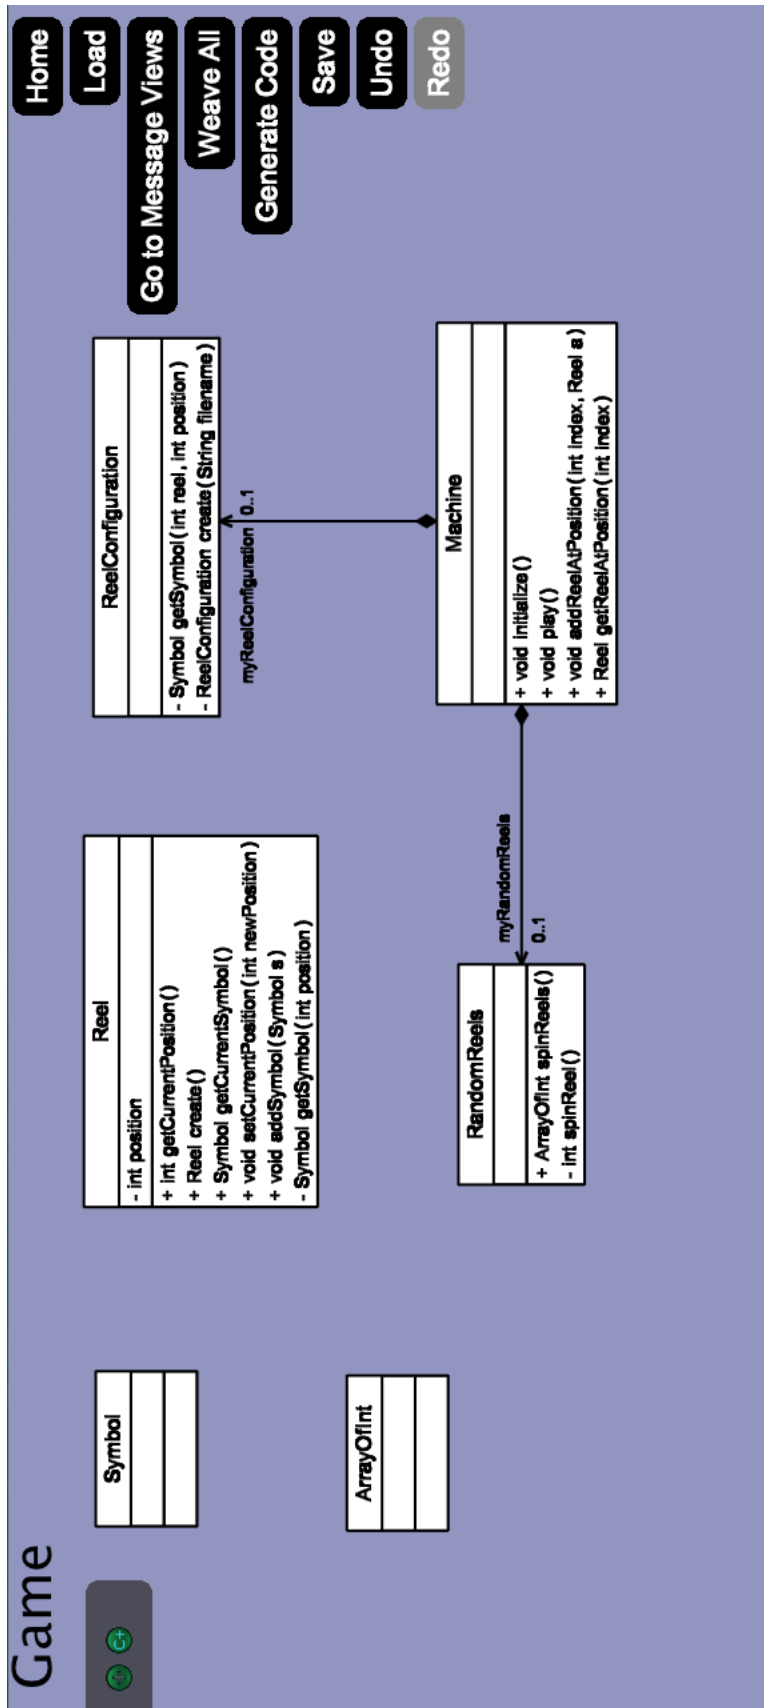 Game
Home
Load
Go to Message Views
Weave All
Generate Code
Save
Undo
Redo
C+
Symbol
ArrayOfInt
Reel
- int position
+ int getCurrentPosition()
+ Reel create()
+ Symbol getCurrentSymbol()
+ void setCurrentPosition(int newPosition)
+ void addSymbol(Symbol s)
- Symbol getSymbol(int position)
ReelConfiguration
- Symbol getSymbol(int reel, int position)
- ReelConfiguration create(String filename)
myReelConfiguration 0..1
RandomReels
+ ArrayOfInt spinReels()
- int spinReel()
myRandomReels
0..1
Machine
+ void initialize()
+ void play()
+ void addReelAtPosition(int index, Reel a)
+ Reel getReelAtPosition(int index)